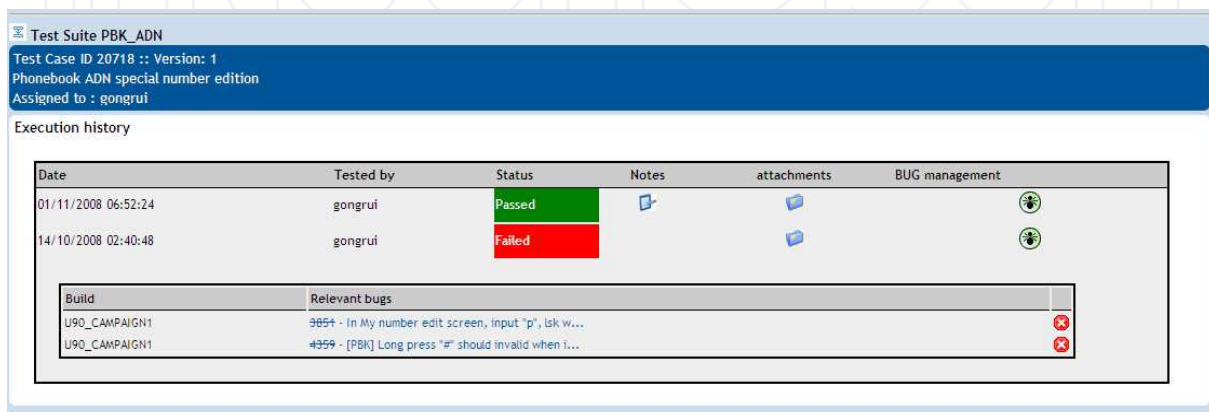 Test Suite PBK_ADN
Test Case ID 20718 :: Version: 1
Phonebook ADN special number edition
Assigned to : gongrui
Execution history
Date Tested by Status Notes attachments BUG management
01/11/2008 06:52:24 gongrui Passed
14/10/2008 02:40:48 gongrui Failed
Build Relevant bugs
U90_CAMPAIGN1 3851 - In My number edit screen, input "p", lsk w...
U90_CAMPAIGN1 4359 - [PBK] Long press "#" should invalid when i...